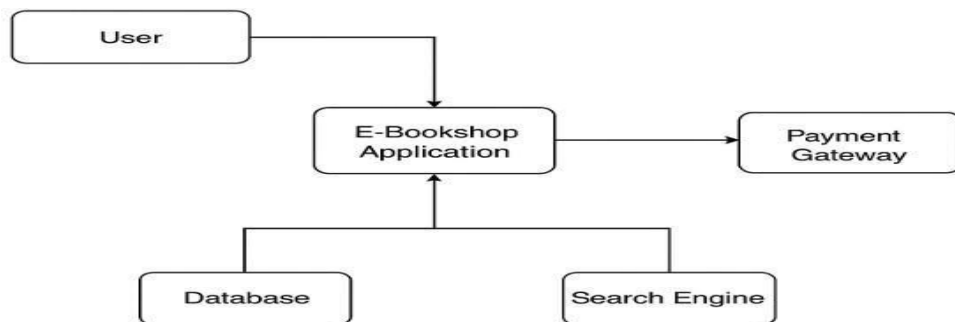 User
E-Bookshop
Application
Payment
Gateway
Database
Search Engine